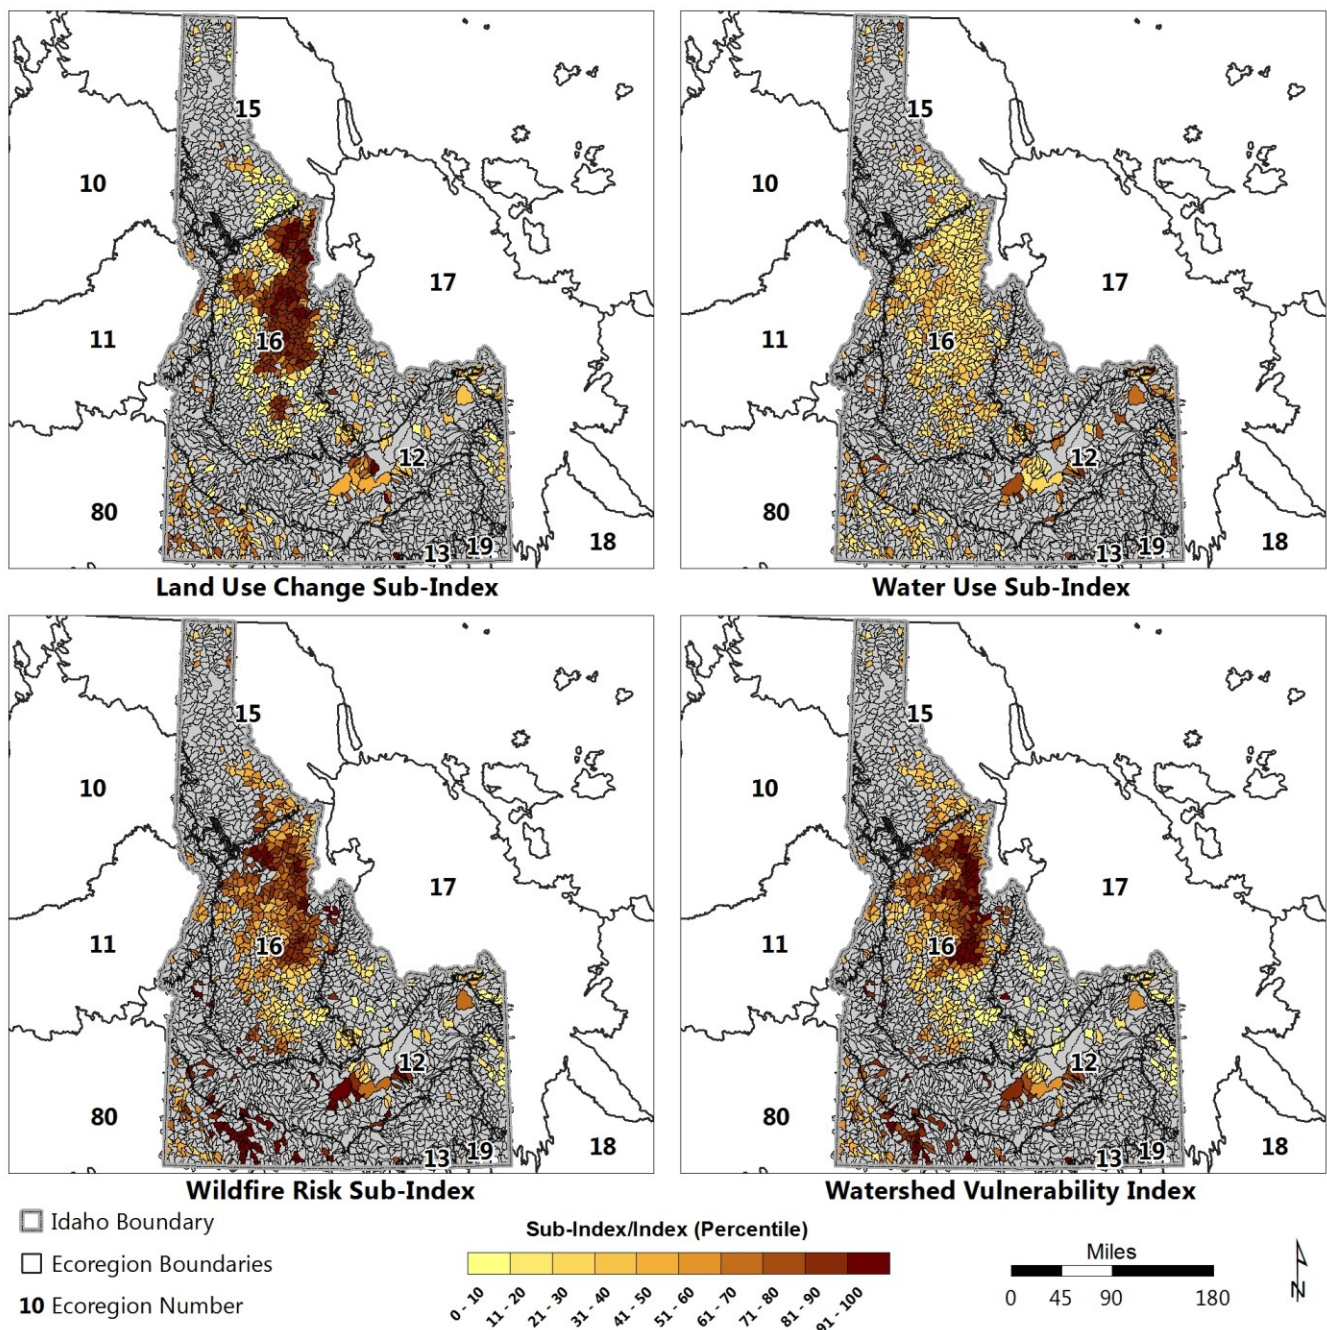 15
15
10
10
17
17
11
16
11
16
12
12
80
80
13
19
18
13
19
18
Land Use Change Sub-Index
Water Use Sub-Index
15
15
10
10
17
17
11
16
11
16
12
12
80
80
13
19
18
13
19
18
Wildfire Risk Sub-Index
Watershed Vulnerability Index
Idaho Boundary
Ecoregion Boundaries
10 Ecoregion Number
Sub-Index/Index (Percentile)
0 - 10
11 - 20
21 - 30
31 - 40
41 - 50
51 - 60
61 - 70
71 - 80
81 - 90
91 - 100
Miles
0 45 90 180
N